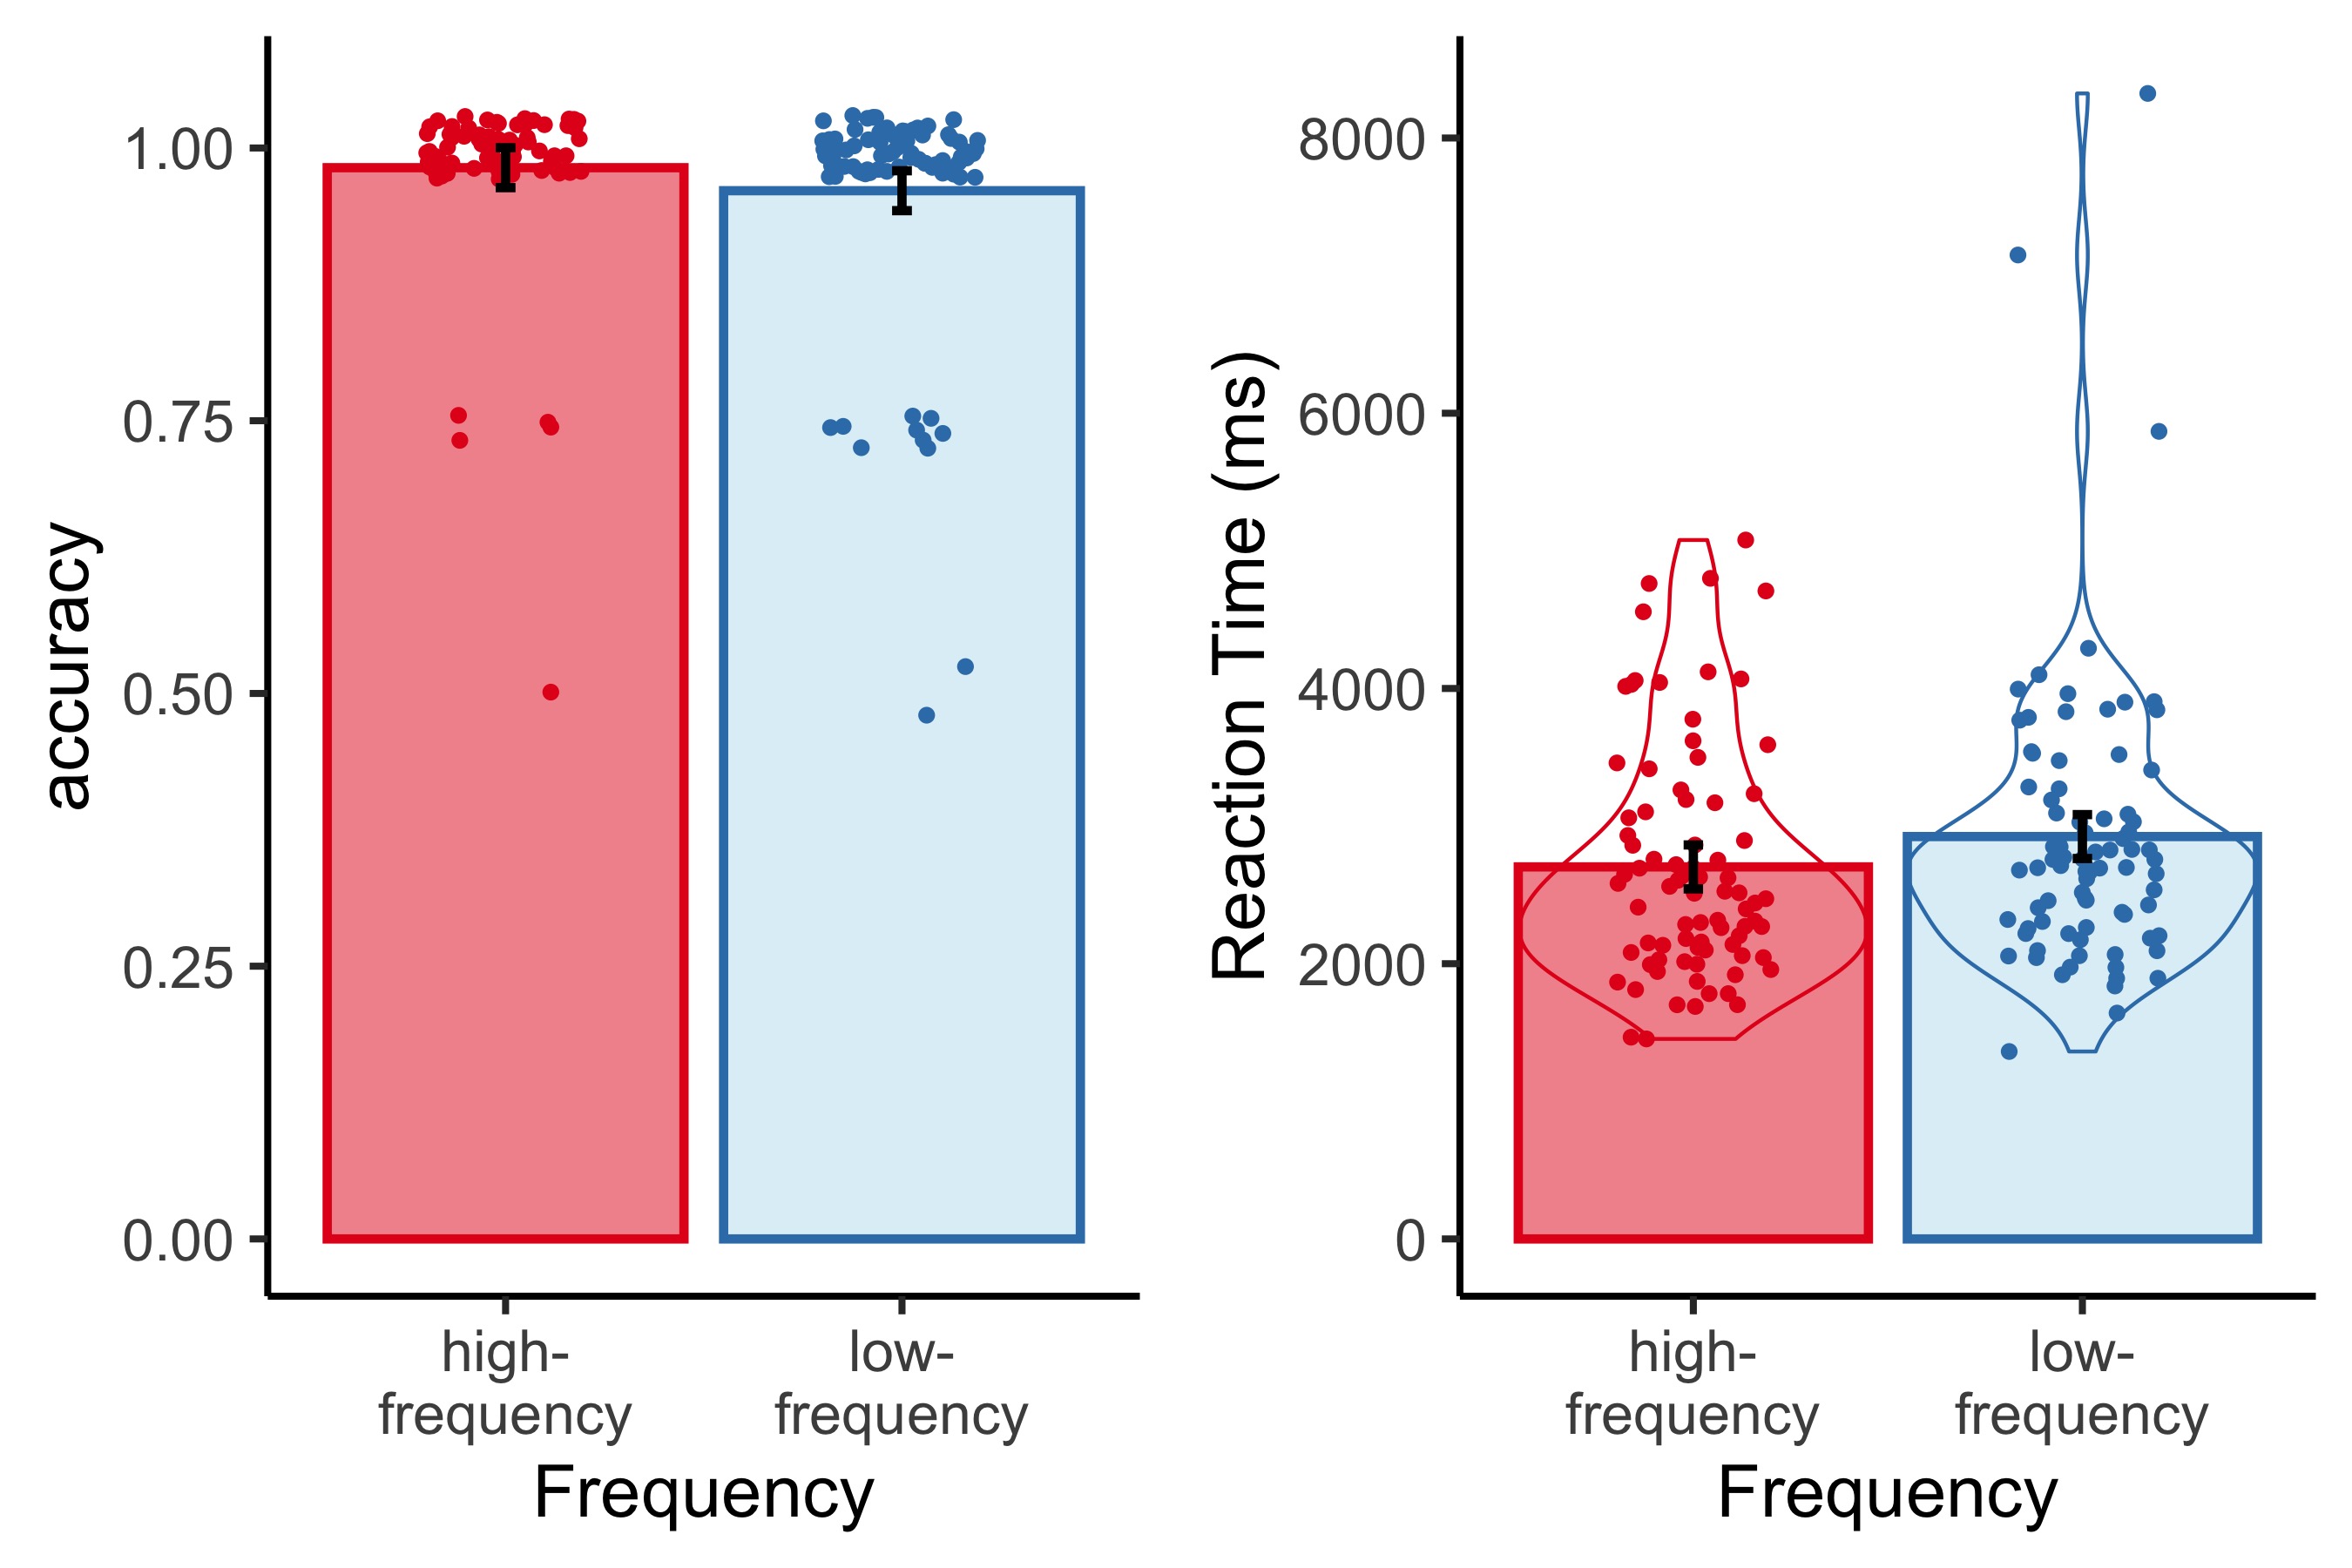 accuracy
1.00
0.75
0.50
0.25
0.00
high-
frequency
low-
frequency
Frequency
Reaction Time (ms)
8000
6000
4000
2000
0
high-
frequency
low-
frequency
Frequency